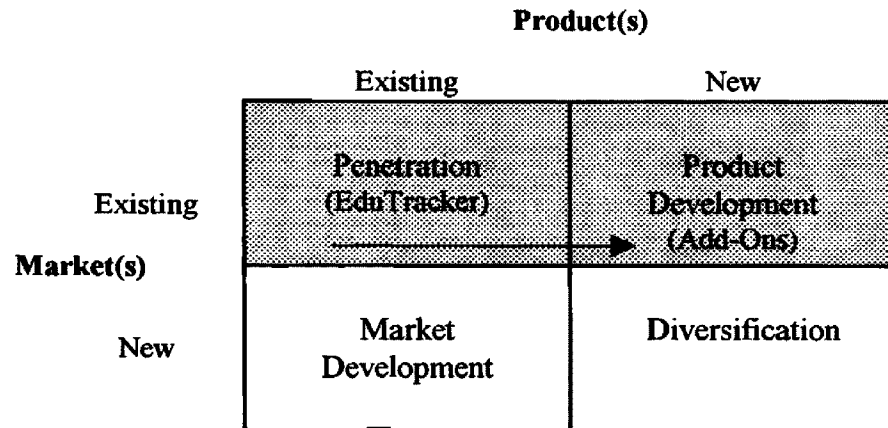 Product(s)
Existing New
Penetration Product
(EduTracker) Development
Existing
(Add-Ons)
Market(s)
Market Diversification
New
Development